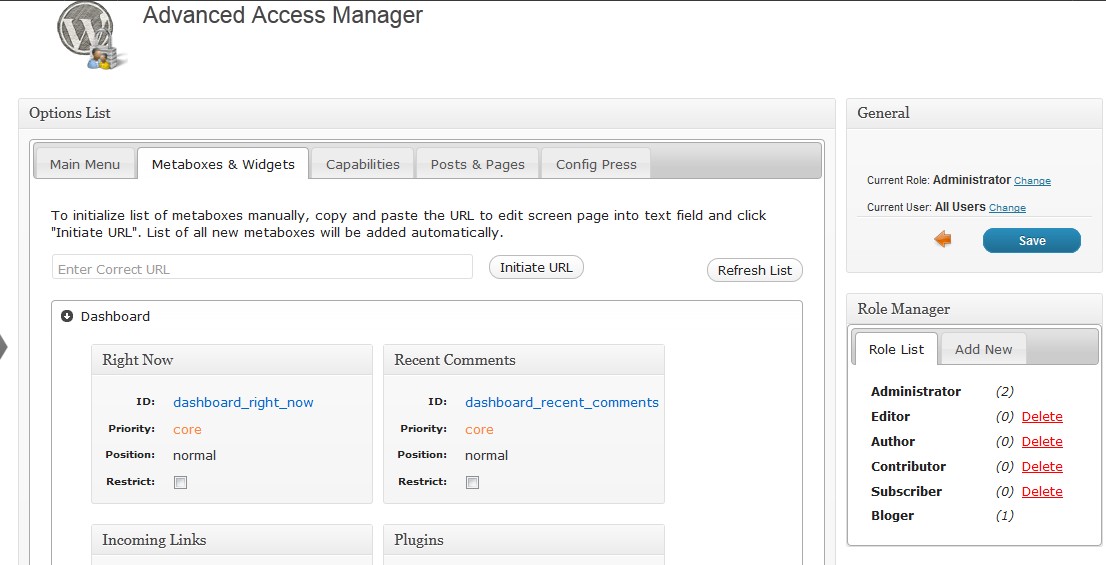 Advanced Access Manager
Options List
Main Menu Metaboxes & Widgets Capabilities Posts & Pages Config Press
To initialize list of metaboxes manually, copy and paste the URL to edit screen page into text field and click
"Initiate URL". List of all new metaboxes will be added automatically.
Enter Correct URL Initiate URL Refresh List
Dashboard
Right Now
ID: dashboard_right_now
Priority: core
Position: normal
Restrict:
Recent Comments
ID: dashboard_recent_comments
Priority: core
Position: normal
Restrict:
Incoming Links
Plugins
General
Current Role: Administrator Change
Current User: All Users Change
Save
Role Manager
Role List Add New
Administrator (2)
Editor (0) Delete
Author (0) Delete
Contributor (0) Delete
Subscriber (0) Delete
Bloger (1)